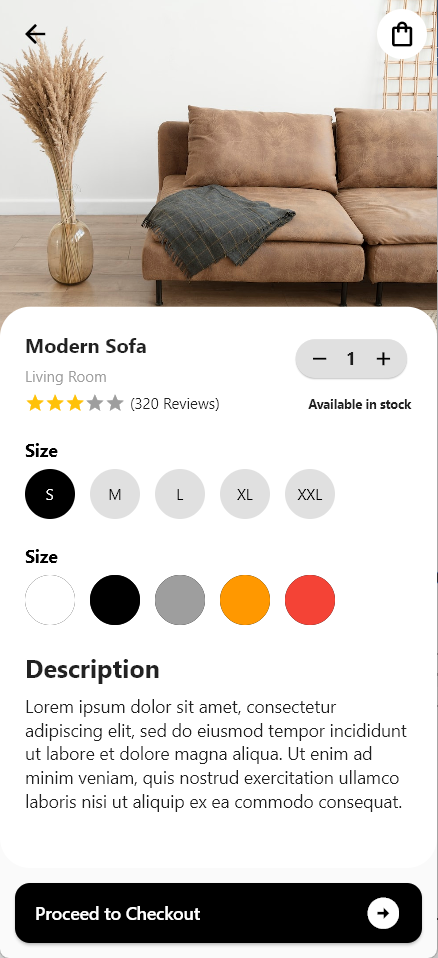 Modern Sofa
Living Room
1
(320 Reviews)
Available in stock
Size
S M L XL XXL
Size
Description
Lorem ipsum dolor sit amet, consectetur
adipiscing elit, sed do eiusmod tempor incididunt
ut labore et dolore magna aliqua. Ut enim ad
minim veniam, quis nostrud exercitation ullamco
laboris nisi ut aliquip ex ea commodo consequat.
Proceed to Checkout